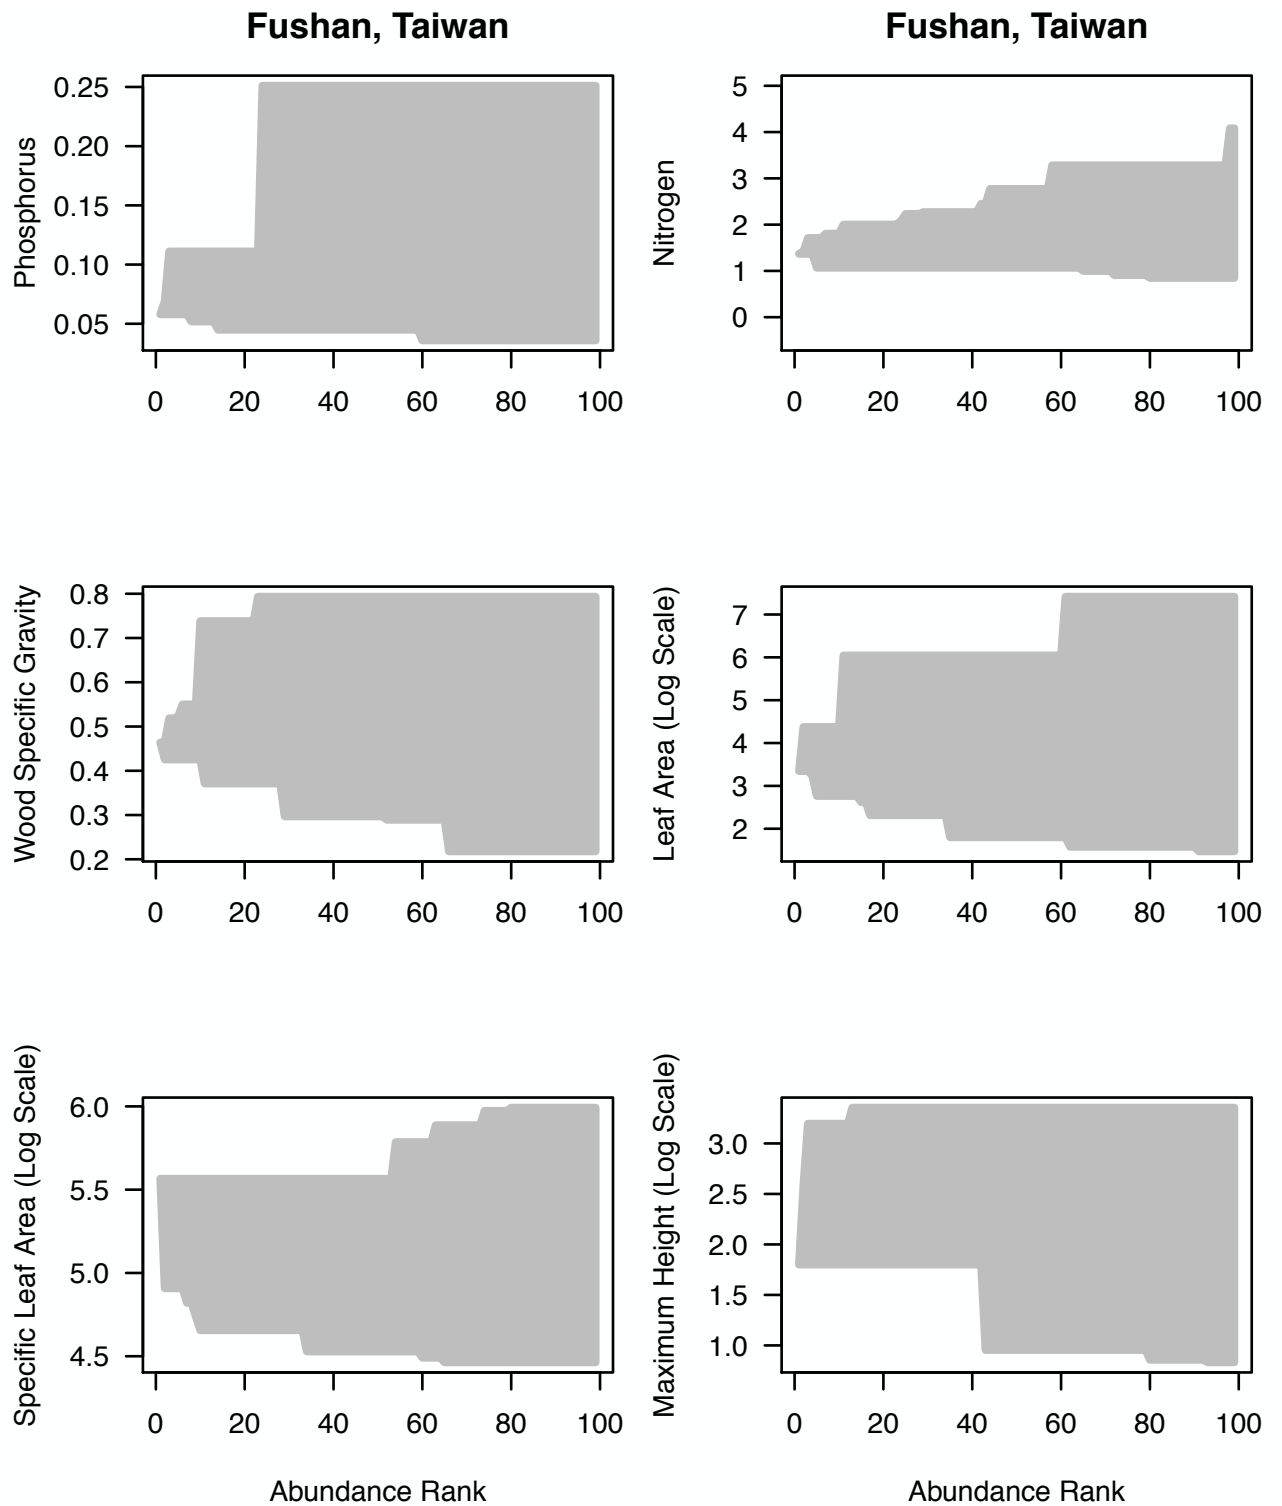 Fushan, Taiwan
Phosphorus
0.25
0.20
0.15
0.10
0.05
0 20 40 60 80 100
Fushan, Taiwan
Nitrogen
5
4
3
2
1
0
0 20 40 60 80 100
Wood Specific Gravity
0.8
0.7
0.6
0.5
0.4
0.3
0.2
0 20 40 60 80 100
Leaf Area (Log Scale)
7
6
5
4
3
2
0 20 40 60 80 100
Specific Leaf Area (Log Scale)
6.0
5.5
5.0
4.5
0 20 40 60 80 100
Abundance Rank
Maximum Height (Log Scale)
3.0
2.5
2.0
1.5
1.0
0 20 40 60 80 100
Abundance Rank